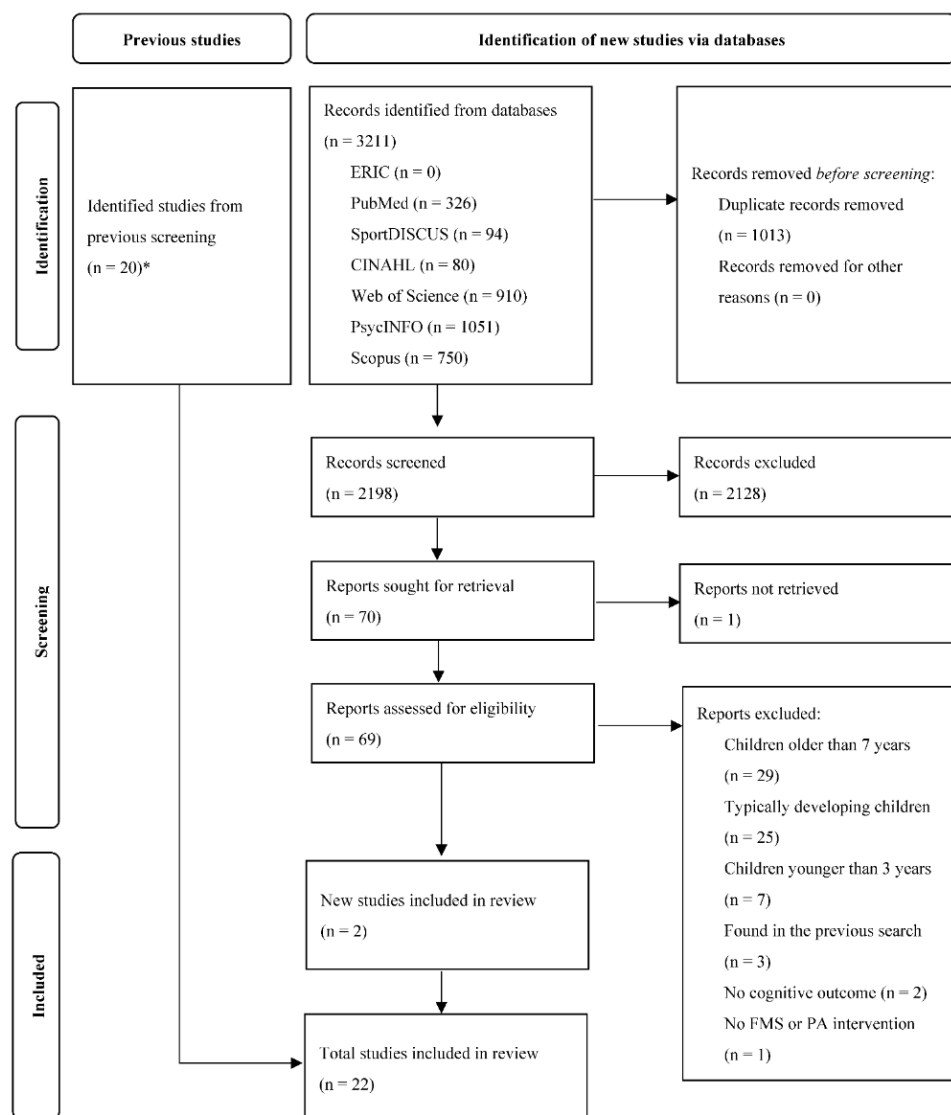 Previous studies
Identification of new studies via databases
Identification
Identified studies from
previous screening
(n = 20)*
Records identified from databases
(n = 3211)
ERIC (n = 0)
PubMed (n = 326)
SportDISCUS (n = 94)
CINAHL (n = 80)
Web of Science (n = 910)
PsycINFO (n = 1051)
Scopus (n = 750)
Records removed before screening:
Duplicate records removed
(n = 1013)
Records removed for other
reasons (n = 0)
Screening
Records screened
(n = 2198)
Records excluded
(n = 2128)
Reports sought for retrieval
(n = 70)
Reports not retrieved
(n = 1)
Reports assessed for eligibility
(n = 69)
Reports excluded:
Children older than 7 years
(n = 29)
Typically developing children
(n = 25)
Children younger than 3 years
(n = 7)
Found in the previous search
(n = 3)
No cognitive outcome (n = 2)
No FMS or PA intervention
(n = 1)
Included
New studies included in review
(n = 2)
Total studies included in review
(n = 22)